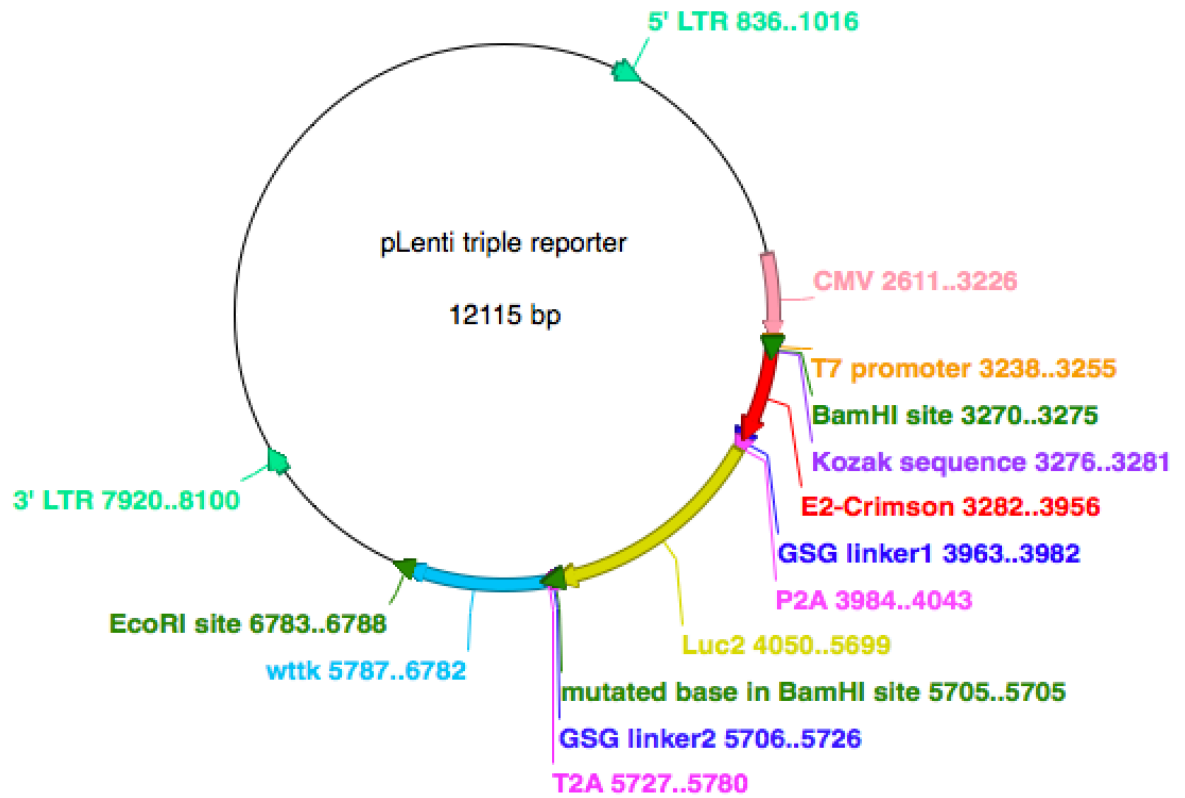 5' LTR 836..1016
pLenti triple reporter
12115 bp
CMV 2611..3226
T7 promoter 3238..3255
BamHI site 3270..3275
Kozak sequence 3276..3281
E2-Crimson 3282..3956
GSG linker1 3963..3982
P2A 3984..4043
Luc2 4050..5699
mutated base in BamHI site 5705..5705
GSG linker2 5706..5726
T2A 5727..5780
wttk 5787..6782
EcoRI site 6783..6788
3' LTR 7920..8100